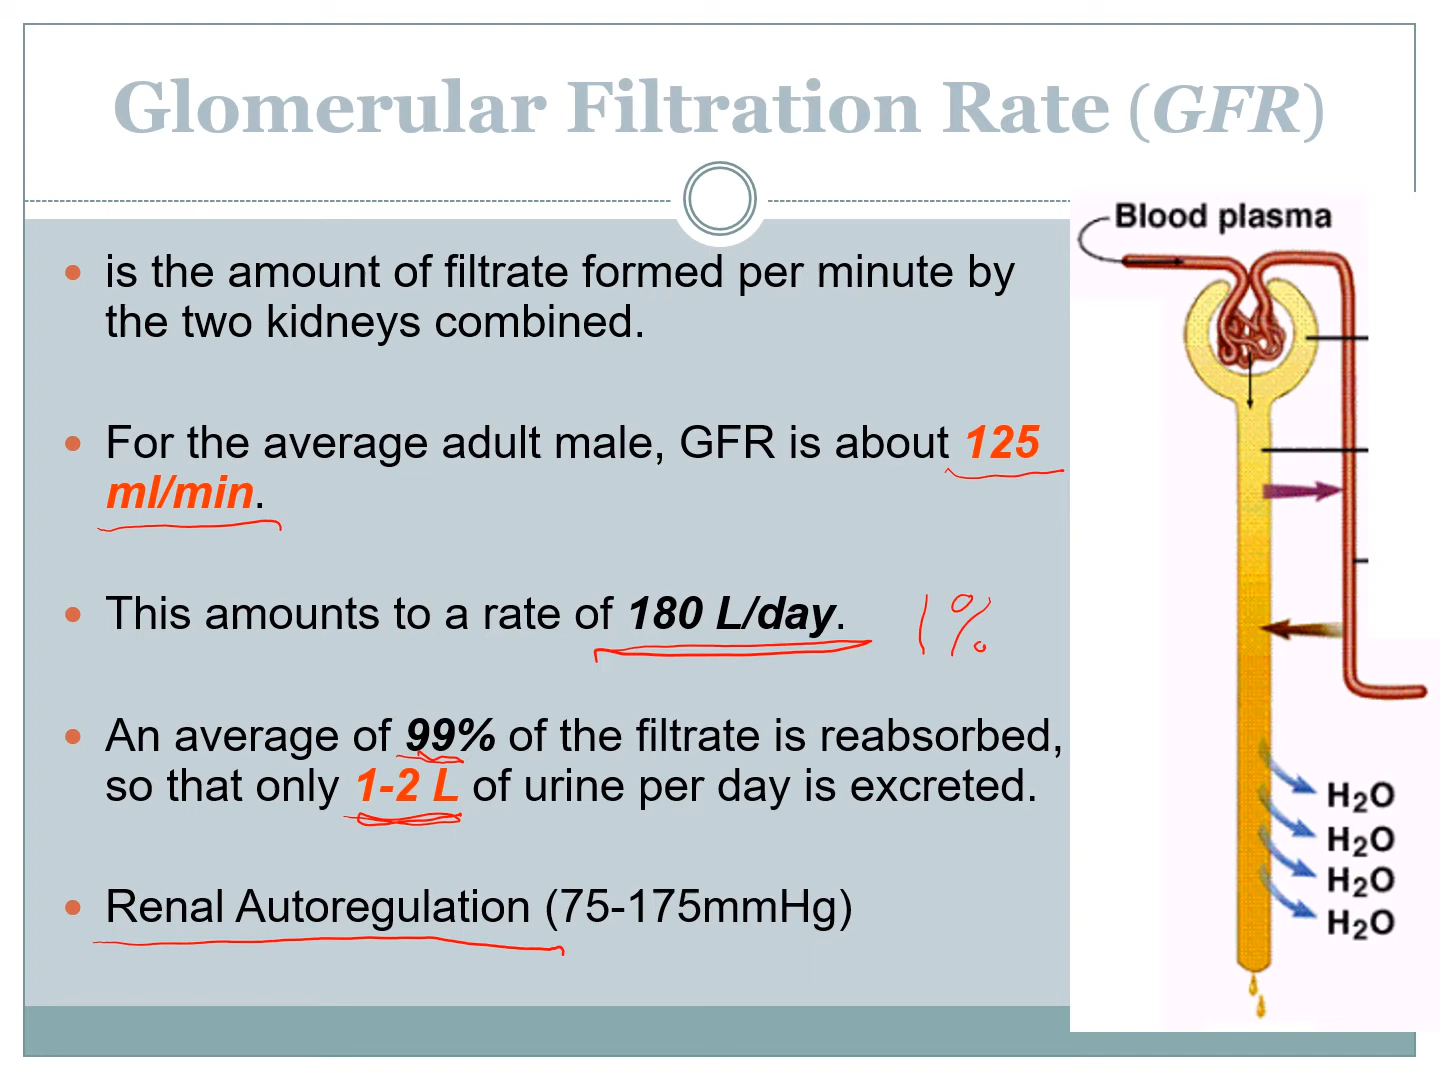 Glomerular Filtration Rate (GFR)
Blood plasma
• is the amount of filtrate formed per minute by
the two kidneys combined.
• For the average adult male, GFR is about 125
ml/min.
• This amounts to a rate of 180 L/day. 1%
• An average of 99% of the filtrate is reabsorbed,
so that only 1-2 L of urine per day is excreted.
• Renal Autoregulation (75-175mmHg)
H₂O
H₂O
H₂O
H₂O